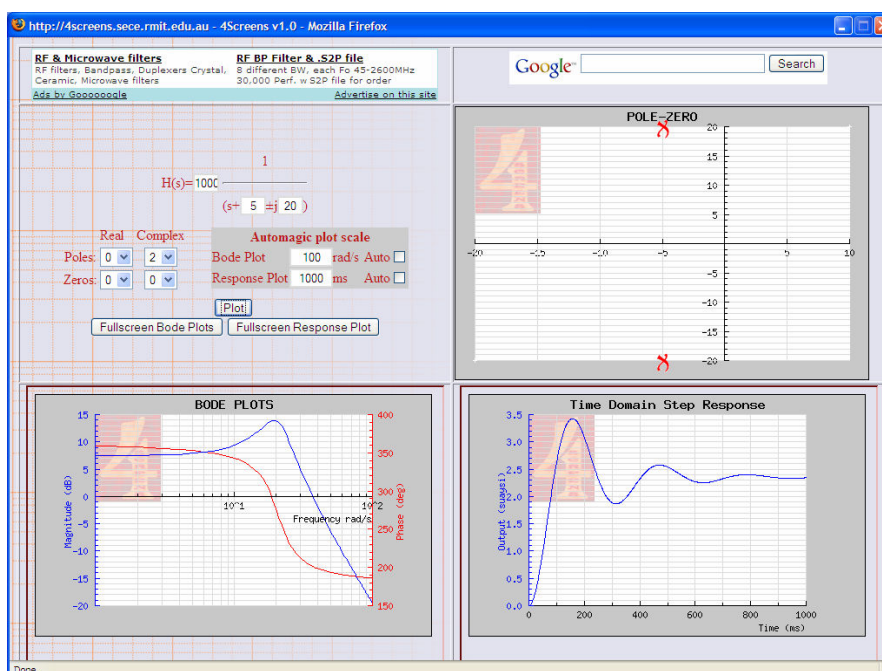 http://4screens.sece.rmit.edu.au - 4Screens v1.0 - Mozilla Firefox
RF & Microwave filters
RF filters, Bandpass, Duplexers Crystal,
Ceramic, Microwave filters
RF BP Filter & .S2P file
8 different BW, each Fo 45-2600MHz
30,000 Perf. w S2P file for order
Ads by Goooooogle
Advertise on this site
Google
Search
1
H(s)= 1000
(s+ 5 ±j 20 )
Real Complex
Poles: 0 2
Zeros: 0 0
Automagic plot scale
Bode Plot 100 rad/s Auto
Response Plot 1000 ms Auto
Plot
Fullscreen Bode Plots
Fullscreen Response Plot
POLE-ZERO
20
15
10
5
-20 -15 -10 -5 5 10
-5
-10
-15
-20
BODE PLOTS
Magnitude (dB)
15
10
5
0
-5
-10
-15
-20
10^1 10^2
Frequency rad/s
400
350
300
250
200
150
Phase (deg)
Time Domain Step Response
3.5
3.0
2.5
2.0
1.5
1.0
0.5
0.0
0 200 400 600 800 1000
Time (ms)
Done